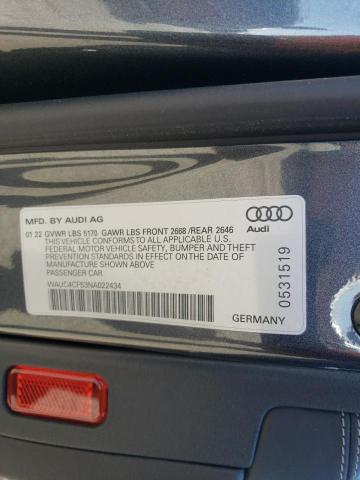 MFD. BY AUDI AG
Audi
01 22 GVWR LBS 5170 GAWR LBS FRONT 2668 /REAR 2646
THIS VEHICLE CONFORMS TO ALL APPLICABLE U.S.
FEDERAL MOTOR VEHICLE SAFETY, BUMPER AND THEFT
PREVENTION STANDARDS IN EFFECT ON THE DATE OF
MANUFACTURE SHOWN ABOVE.
PASSENGER CAR
WAUC4CF53NA022434
GERMANY
0531519